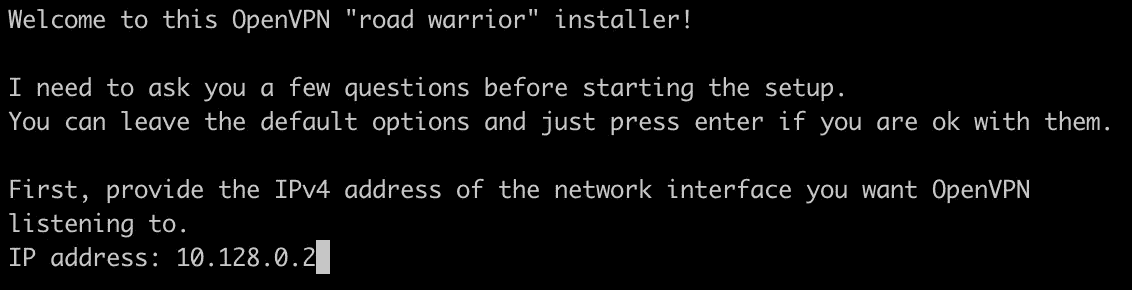 Welcome to this OpenVPN "road warrior" installer!
I need to ask you a few questions before starting the setup.
You can leave the default options and just press enter if you are ok with them.
First, provide the IPv4 address of the network interface you want OpenVPN
listening to.
IP address: 10.128.0.2